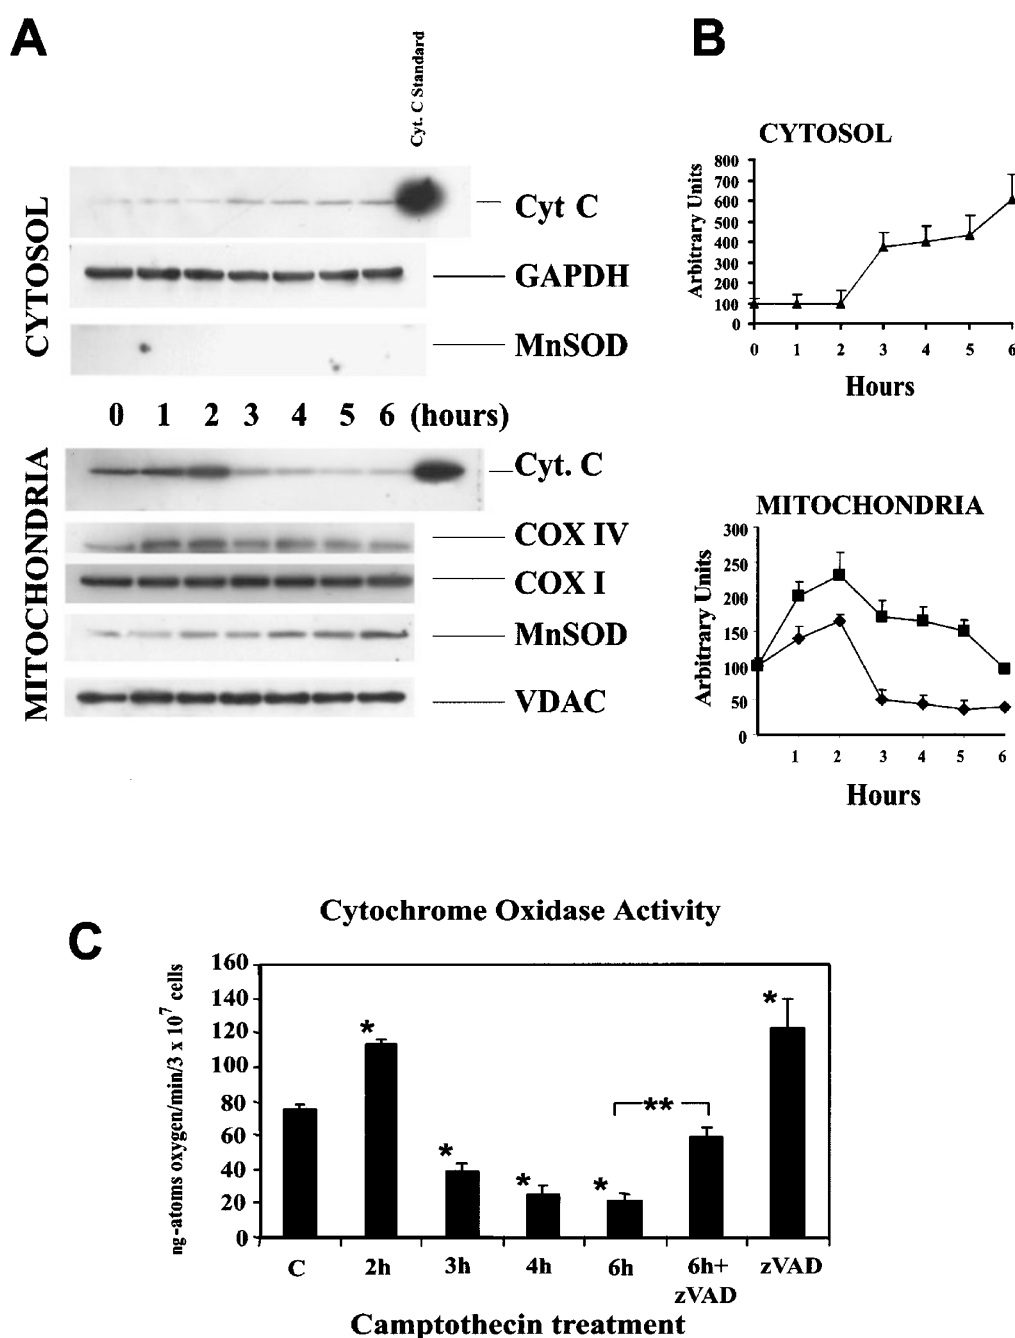 A
Cyt. C Standard
CYTOSOL
Cyt C
GAPDH
MnSOD
0 1 2 3 4 5 6 (hours)
MITOCHONDRIA
Cyt. C
COX IV
COX I
MnSOD
VDAC
B
CYTOSOL
Arbitrary Units
800
700
600
500
400
300
200
100
0
0 1 2 3 4 5 6
Hours
MITOCHONDRIA
Arbitrary Units
300
250
200
150
100
50
0
1 2 3 4 5 6
Hours
C
Cytochrome Oxidase Activity
ng-atoms oxygen/min/3 x 10⁷ cells
160
140
120
100
80
60
40
20
0
* * * * ** *
C 2h 3h 4h 6h 6h+ zVAD
zVAD
Camptothecin treatment